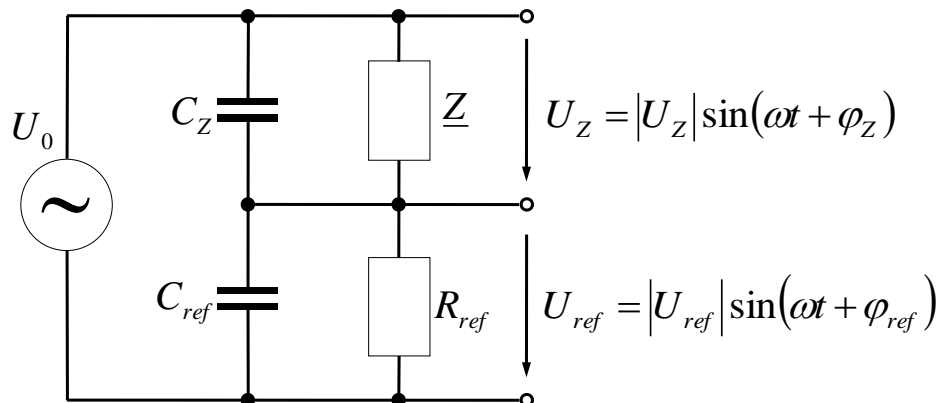 U_0
~
C_Z
Z
U_Z = |U_Z| sin(ωt + φ_Z)
C_ref
R_ref
U_ref = |U_ref| sin(ωt + φ_ref)